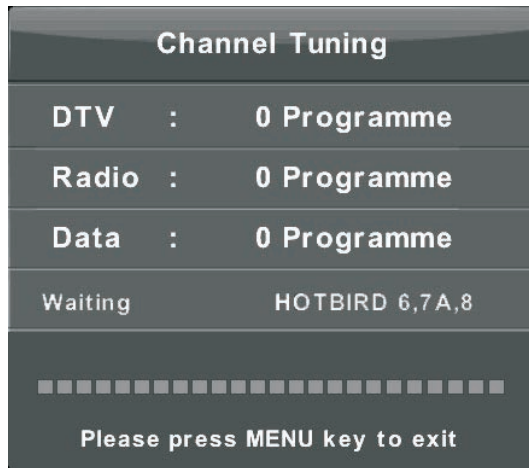 Channel Tuning
DTV : 0 Programme
Radio : 0 Programme
Data : 0 Programme
Waiting HOTBIRD 6,7A,8
Please press MENU key to exit